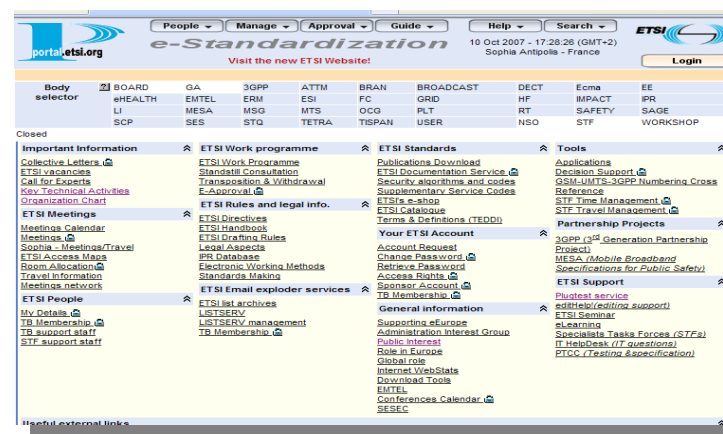 People Manage Approval Guide Help Search
portal.etsi.org
e-Standardization
10 Oct 2007 - 17:28:26 (GMT+2)
Sophia Antipolis - France
ETSI
Visit the new ETSI Website!
Login
Body selector
BOARD GA 3GPP ATTM BRAN BROADCAST DECT Ecma EE
eHEALTH EMTEL ERM ESI FC GRID HF IMPACT IPR
LI MESA MSG MTS OCG PLT RT SAFETY SAGE
SCP SES STQ TETRA TISPAN USER NSO STF WORKSHOP
Closed
Important Information
Collective Letters
ETSI vacancies
Call for Experts
Key Technical Activities
Organization Chart
ETSI Meetings
Meetings Calendar
Meetings
Sophia - Meetings/Travel
ETSI Access Maps
Room Allocation
Travel Information
Meetings network
ETSI People
My Details
TB Membership
TB support staff
STF support staff
ETSI Work programme
ETSI Work Programme
Standstill Consultation
Transposition & Withdrawal
E-Approval
ETSI Rules and legal info.
ETSI Directives
ETSI Handbook
ETSI Drafting Rules
Legal Aspects
IPR Database
Electronic Working Methods
Standards Making
ETSI Email exploder services
ETSI list archives
LISTSERV
LISTSERV management
TB Membership
ETSI Standards
Publications Download
ETSI Documentation Service
Security algorithms and codes
Supplementary Service Codes
ETSI's e-shop
ETSI Catalogue
Terms & Definitions (TEDDI)
Your ETSI Account
Account Request
Change Password
Retrieve Password
Access Rights
Sponsor Account
TB Membership
General information
Supporting eEurope
Administration Interest Group
Public Interest
Role in Europe
Global role
Internet WebStats
Download Tools
EMTEL
Conferences Calendar
SESEC
Tools
Applications
Decision Support
GSM-UMTS-3GPP Numbering Cross
Reference
STF Time Management
STF Travel Management
Partnership Projects
3GPP (3rd Generation Partnership
Project)
MESA (Mobile Broadband
Specifications for Public Safety)
ETSI Support
Plugtest service
editHelp!(editing support)
ETSI Seminar
eLearning
Specialists Tasks Forces (STFs)
IT HelpDesk (IT questions)
PTCC (Testing &specification)
Useful external links